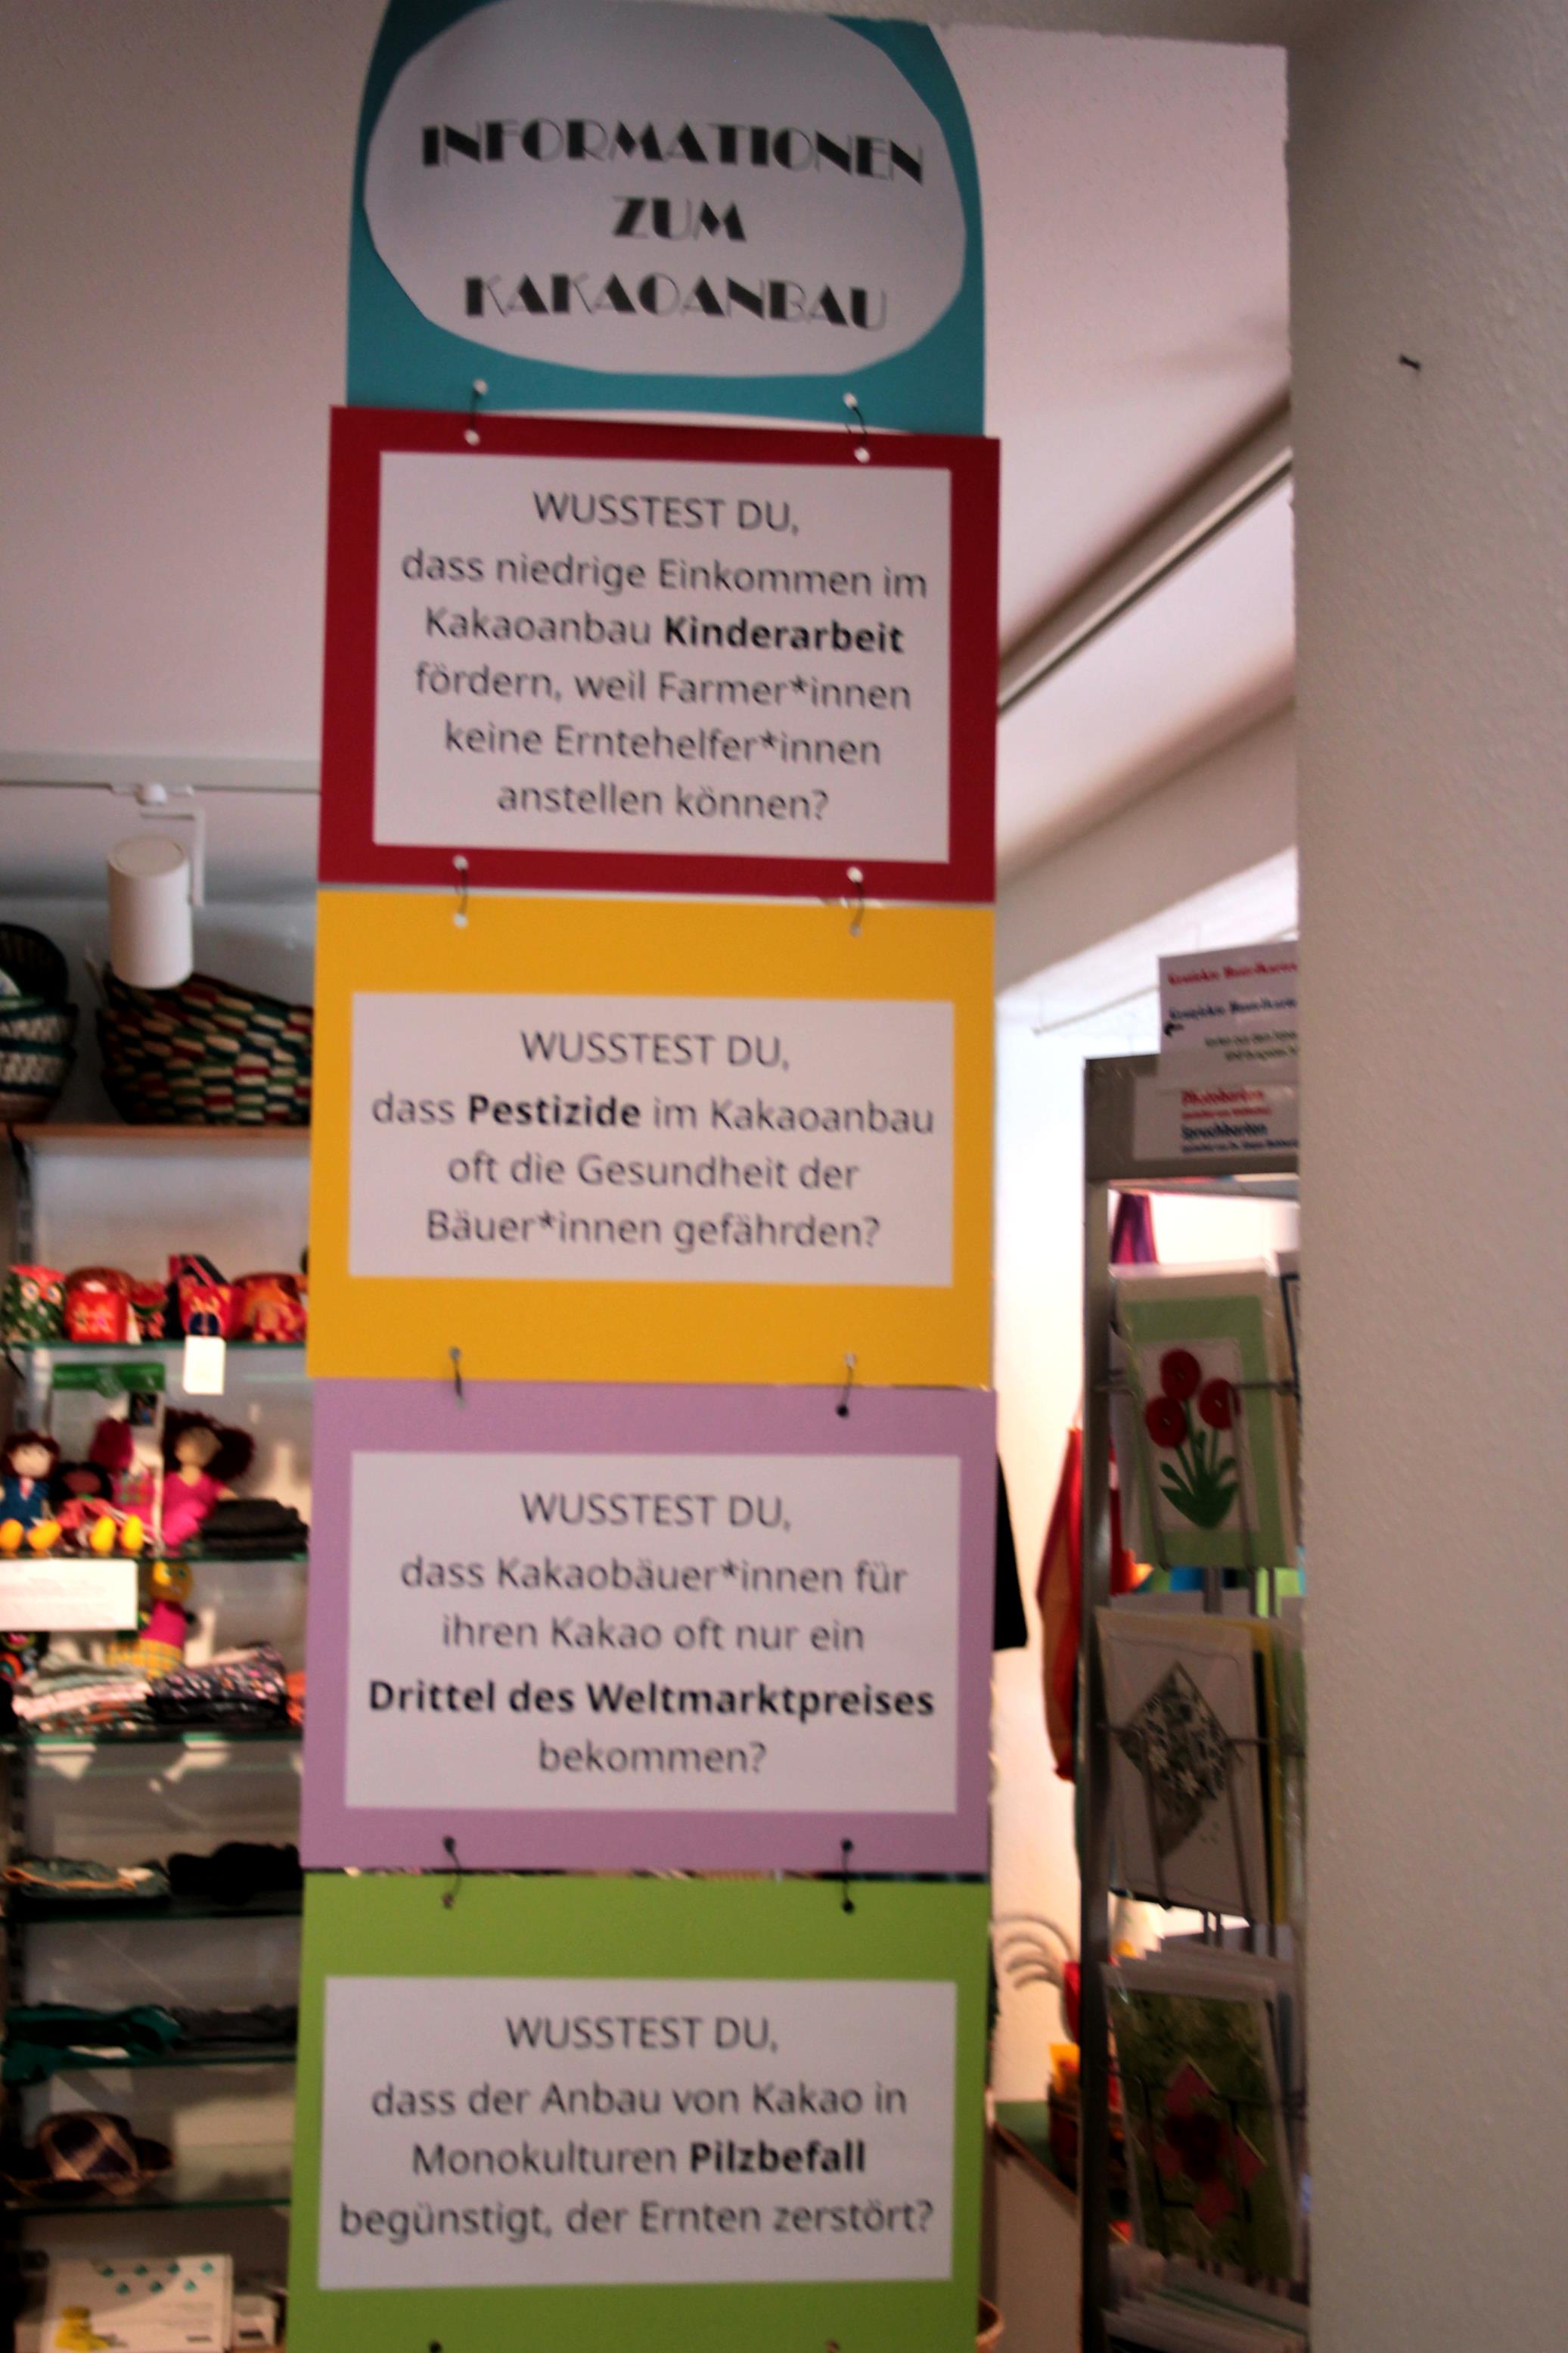 INFORMATIONEN
ZUM
KAKAOANBAU
WUSSTEST DU,
dass niedrige Einkommen im
Kakaoanbau Kinderarbeit
fördern, weil Farmer*innen
keine Erntehelfer*innen
anstellen können?
WUSSTEST DU,
dass Pestizide im Kakaoanbau
oft die Gesundheit der
Bäuer*innen gefährden?
WUSSTEST DU,
dass Kakaobäuer*innen für
ihren Kakao oft nur ein
Drittel des Weltmarktpreises
bekommen?
WUSSTEST DU,
dass der Anbau von Kakao in
Monokulturen Pilzbefall
begünstigt, der Ernten zerstört?
Photokarten
Spruchkarten